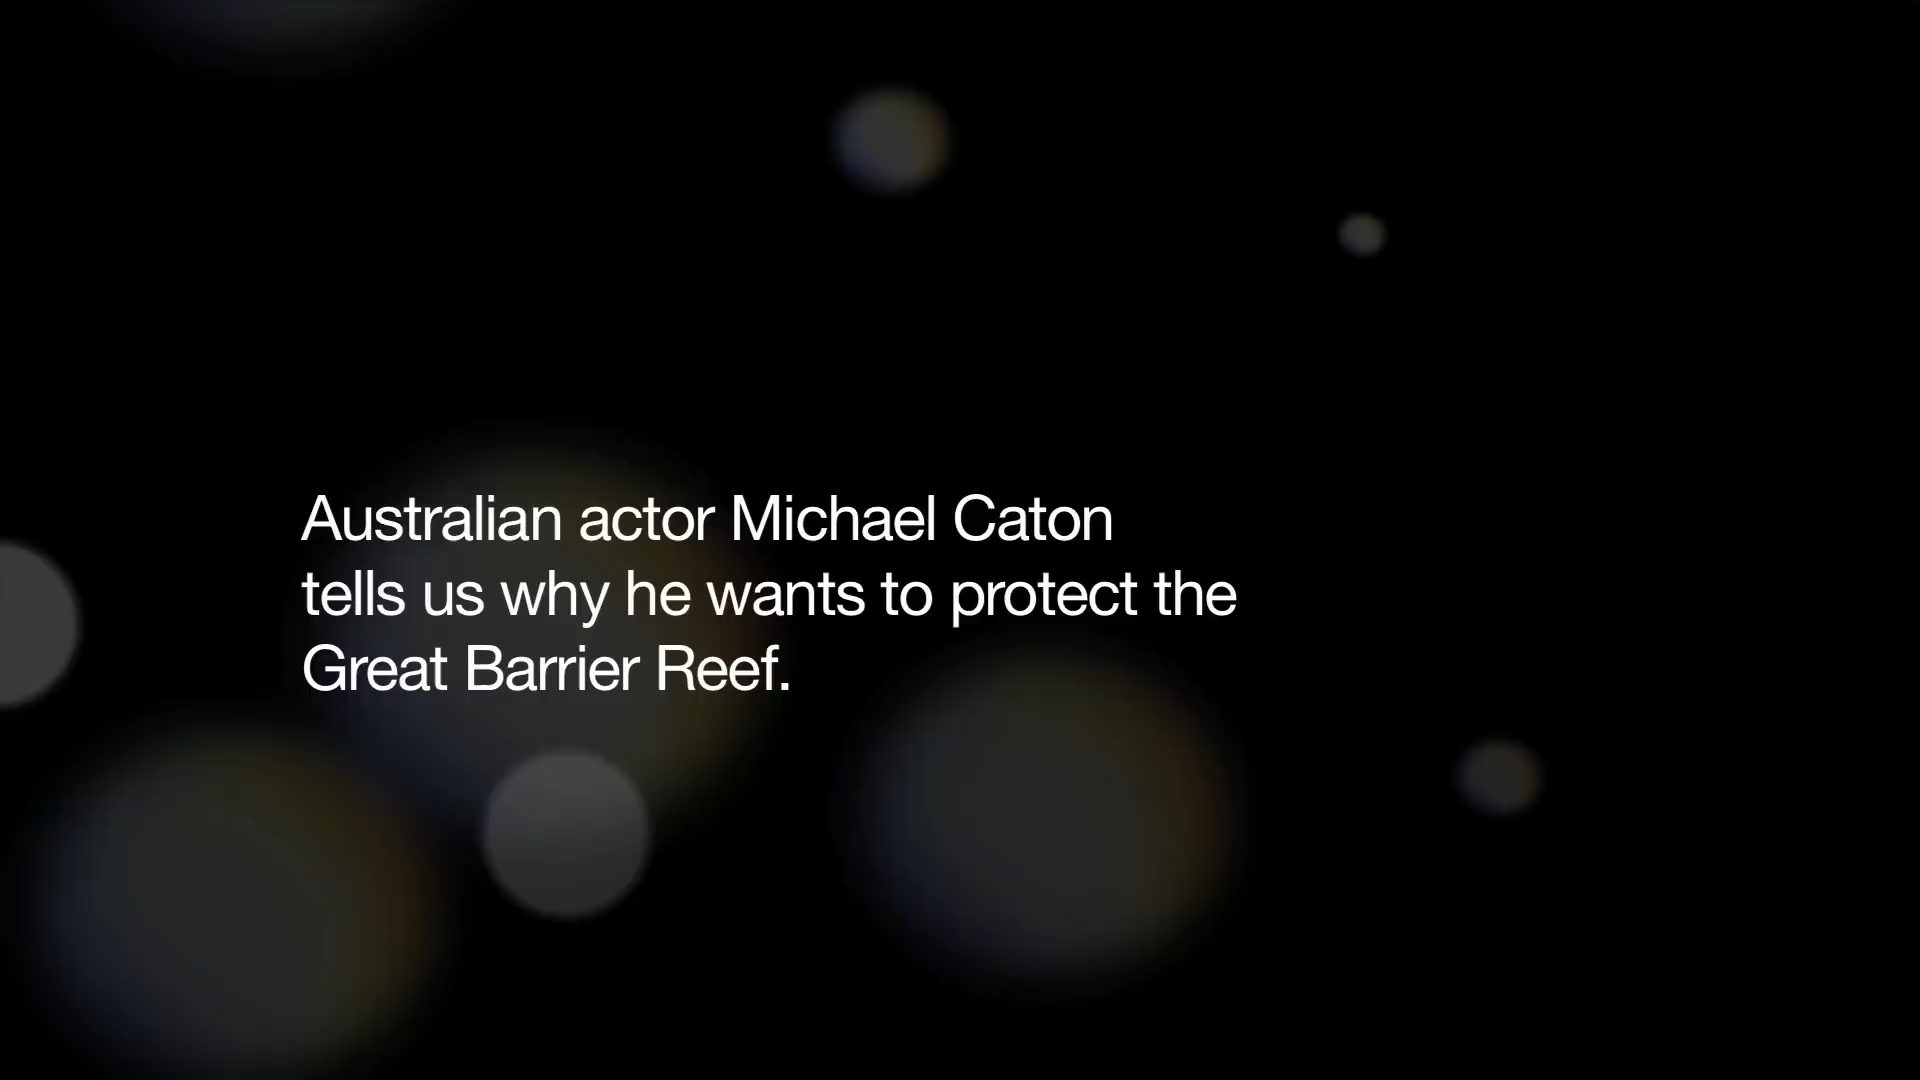 Australian actor Michael Caton
tells us why he wants to protect the
Great Barrier Reef.